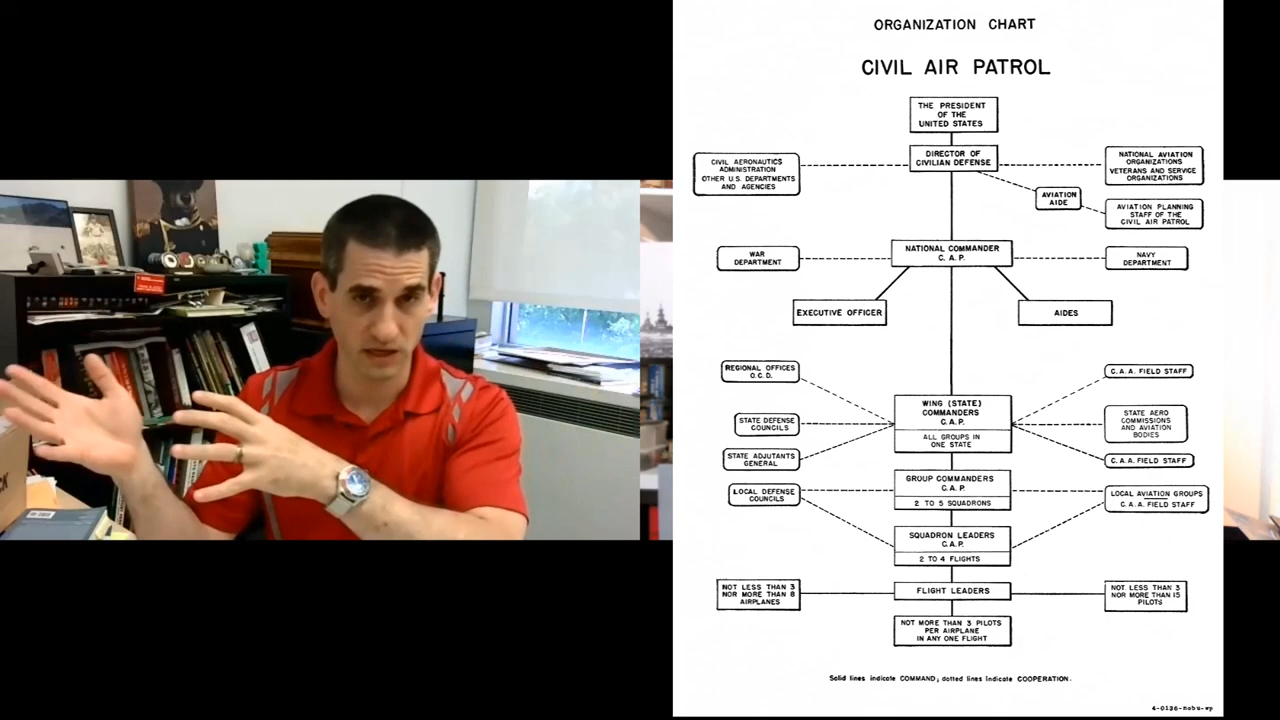 ORGANIZATION CHART
CIVIL AIR PATROL
THE PRESIDENT
OF THE
UNITED STATES
DIRECTOR OF
CIVILIAN DEFENSE
CIVIL AERONAUTICS
ADMINISTRATION
OTHER U.S. DEPARTMENTS
AND AGENCIES
NATIONAL AVIATION
ORGANIZATIONS
VETERANS AND SERVICE
ORGANIZATIONS
AVIATION
AIDE
AVIATION PLANNING
STAFF OF THE
CIVIL AIR PATROL
WAR
DEPARTMENT
NATIONAL COMMANDER
C. A. P.
NAVY
DEPARTMENT
EXECUTIVE OFFICER
AIDES
REGIONAL OFFICES
O.C.D.
STATE DEFENSE
COUNCILS
STATE ADJUTANTS
GENERAL
WING (STATE)
COMMANDERS
C.A.P.
ALL GROUPS IN
ONE STATE
C.A.A. FIELD STAFF
STATE AERO
COMMISSIONS
AND AVIATION
BODIES
C.A.A. FIELD STAFF
LOCAL DEFENSE
COUNCILS
GROUP COMMANDERS
C.A.P.
2 TO 5 SQUADRONS
LOCAL AVIATION GROUPS
C.A.A. FIELD STAFF
SQUADRON LEADERS
C.A.P.
2 TO 4 FLIGHTS
NOT LESS THAN 3
NOR MORE THAN 8
AIRPLANES
FLIGHT LEADERS
NOT LESS THAN 3
NOR MORE THAN 15
PILOTS
NOT MORE THAN 3 PILOTS
PER AIRPLANE
IN ANY ONE FLIGHT
Solid lines indicate COMMAND; dotted lines indicate COOPERATION.
4-0136-nobu-wp